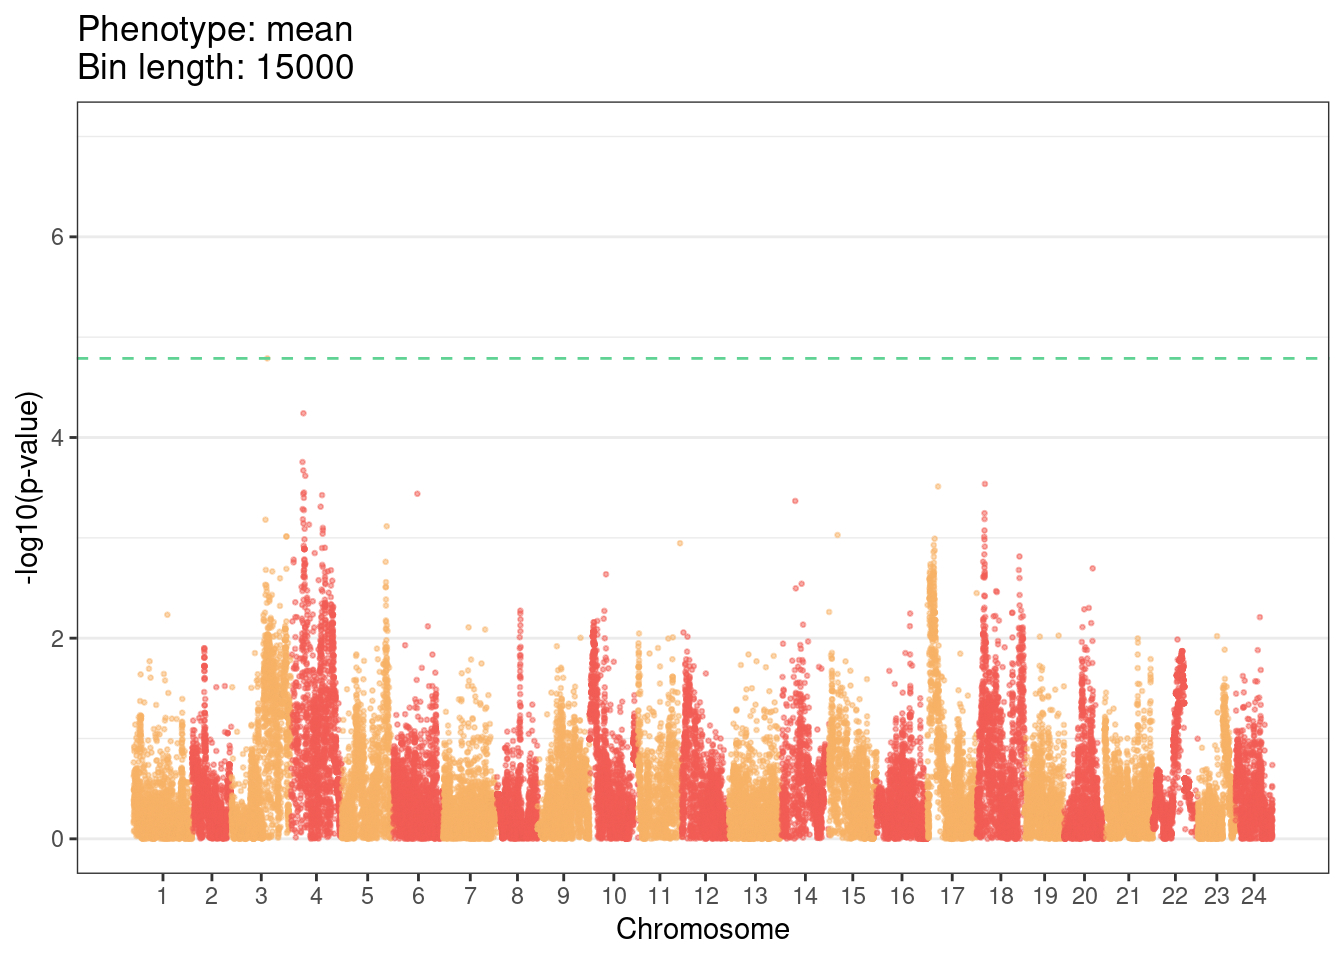 Phenotype: mean
Bin length: 15000
-log10(p-value)
6
4
2
0
1 2 3 4 5 6 7 8 9 10 11 12 13 14 15 16 17 18 19 20 21 22 23 24
Chromosome